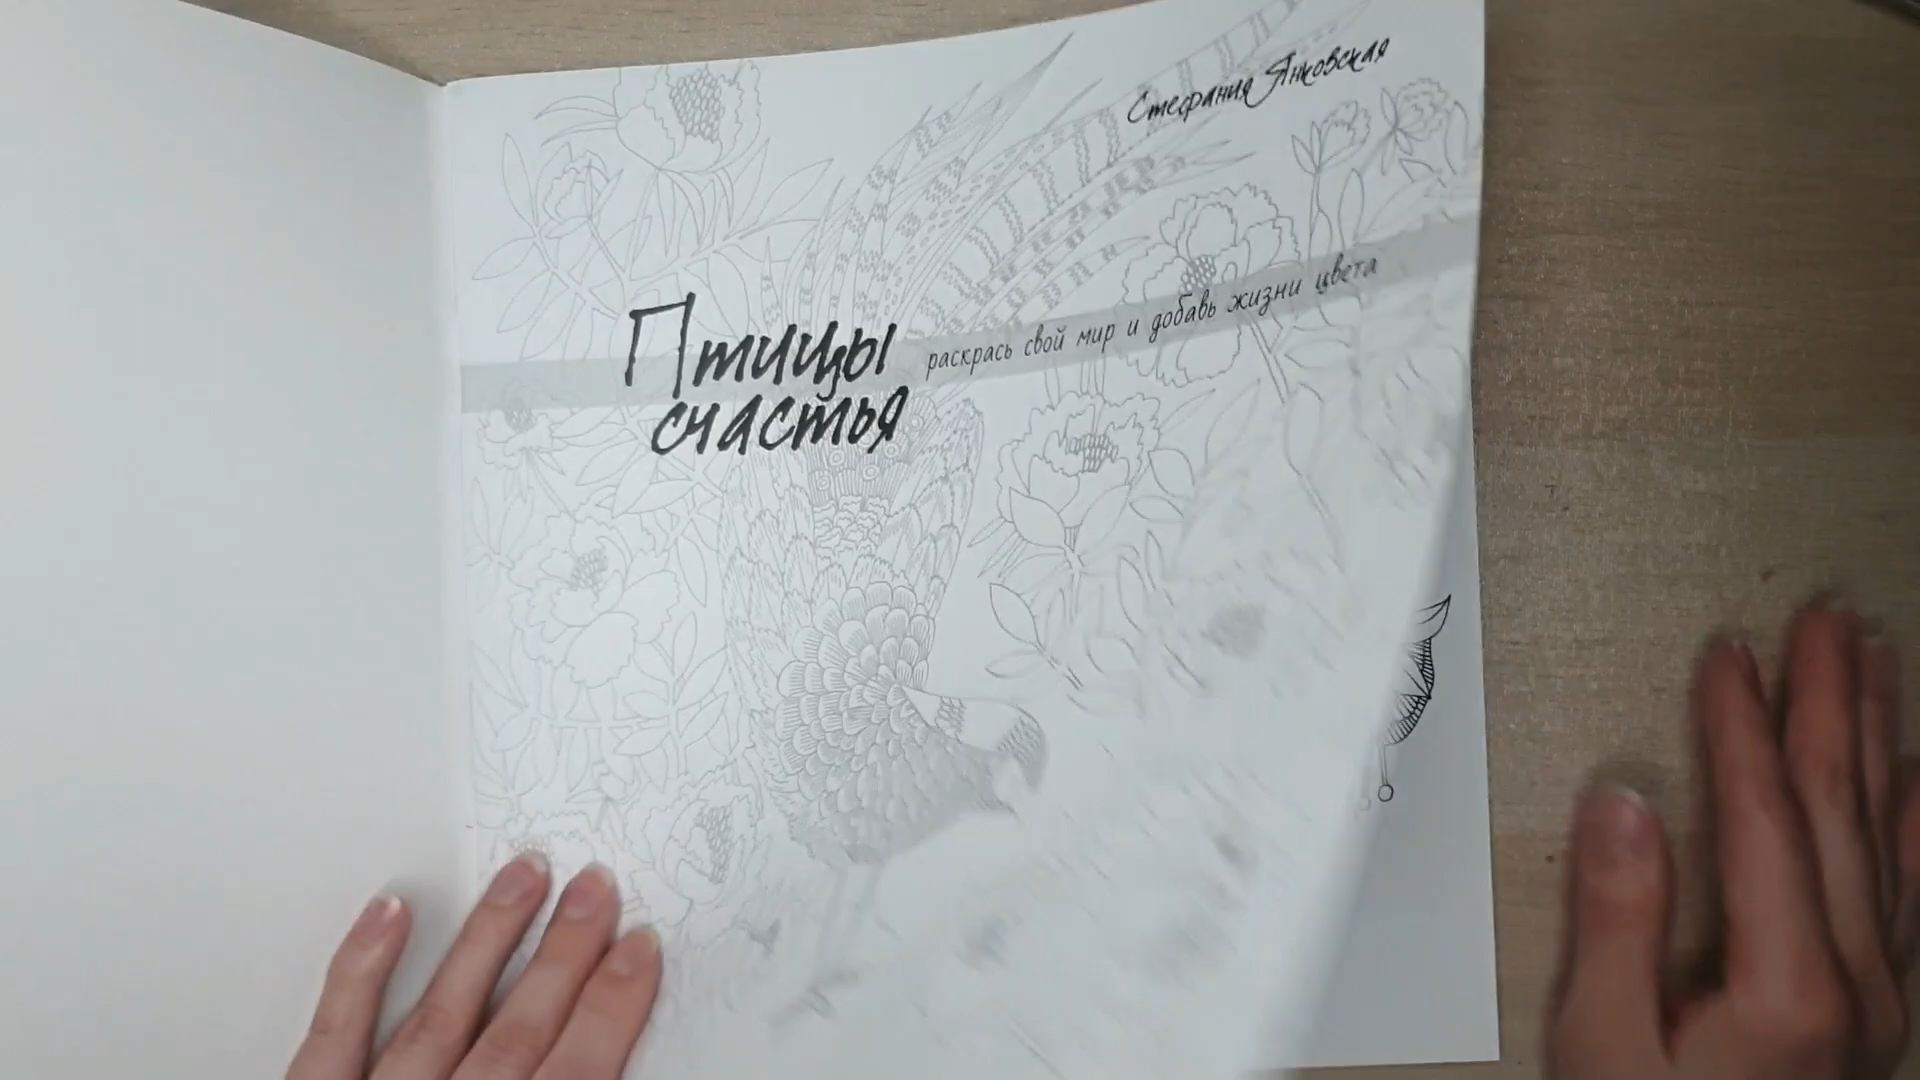 Стефания Янковская
Птицы
счастья
раскрась свой мир и добавь жизни цвета